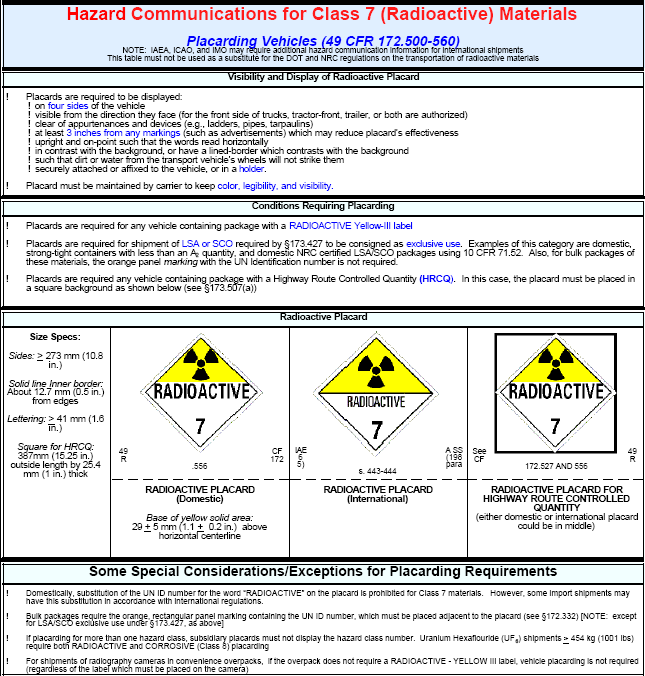 Hazard Communications for Class 7 (Radioactive) Materials
Placarding Vehicles (49 CFR 172.500-560)
NOTE: IAEA, ICAO, and IMO may require additional hazard communication information for international shipments
This table must not be used as a substitute for the DOT and NRC regulations on the transportation of radioactive materials
Visibility and Display of Radioactive Placard
! Placards are required to be displayed:
! on four sides of the vehicle
! visible from the direction they face (for the front side of trucks, tractor-front, trailer, or both are authorized)
! clear of appurtenances and devices (e.g., ladders, pipes, tarpaulins)
! at least 3 inches from any markings (such as advertisements) which may reduce placard's effectiveness
! upright and on-point such that the words read horizontally
! in contrast with the background, or have a lined-border which contrasts with the background
! such that dirt or water from the transport vehicle's wheels will not strike them
! securely attached or affixed to the vehicle, or in a holder.
! Placard must be maintained by carrier to keep color, legibility, and visibility.
Conditions Requiring Placarding
! Placards are required for any vehicle containing package with a RADIOACTIVE Yellow-III label
! Placards are required for shipment of LSA or SCO required by §173.427 to be consigned as exclusive use. Examples of this category are domestic,
strong-tight containers with less than an A₂ quantity, and domestic NRC certified LSA/SCO packages using 10 CFR 71.52. Also, for bulk packages of
these materials, the orange panel marking with the UN Identification number is not required.
! Placards are required any vehicle containing package with a Highway Route Controlled Quantity (HRCQ). In this case, the placard must be placed in
a square background as shown below (see §173.507(a))
Radioactive Placard
Size Specs:
Sides: > 273 mm (10.8
in.)
Solid line Inner border:
About 12.7 mm (0.5 in.)
from edges
Lettering: > 41 mm (1.6
in.)
Square for HRCQ:
387mm (15.25 in.)
outside length by 25.4
mm (1 in.) thick
RADIOACTIVE
7
49 CF
R 172
.556
RADIOACTIVE PLACARD
(Domestic)
Base of yellow solid area:
29 ± 5 mm (1.1 ± 0.2 in.) above
horizontal centerline
RADIOACTIVE
7
IAE A SS
6 (196
5) para
s. 443-444
RADIOACTIVE PLACARD
(International)
RADIOACTIVE
7
See 49
CF R
172.527 AND 556
RADIOACTIVE PLACARD FOR
HIGHWAY ROUTE CONTROLLED
QUANTITY
(either domestic or international placard
could be in middle)
Some Special Considerations/Exceptions for Placarding Requirements
! Domestically, substitution of the UN ID number for the word "RADIOACTIVE" on the placard is prohibited for Class 7 materials. However, some import shipments may
have this substitution in accordance with international regulations.
! Bulk packages require the orange, rectangular panel marking containing the UN ID number, which must be placed adjacent to the placard (see §172.332) [NOTE: except
for LSA/SCO exclusive use under §173.427, as above]
! If placarding for more than one hazard class, subsidiary placards must not display the hazard class number. Uranium Hexaflouride (UF₆) shipments > 454 kg (1001 lbs)
require both RADIOACTIVE and CORROSIVE (Class 8) placarding
! For shipments of radiography cameras in convenience overpacks, if the overpack does not require a RADIOACTIVE - YELLOW III label, vehicle placarding is not required
(regardless of the label which must be placed on the camera)